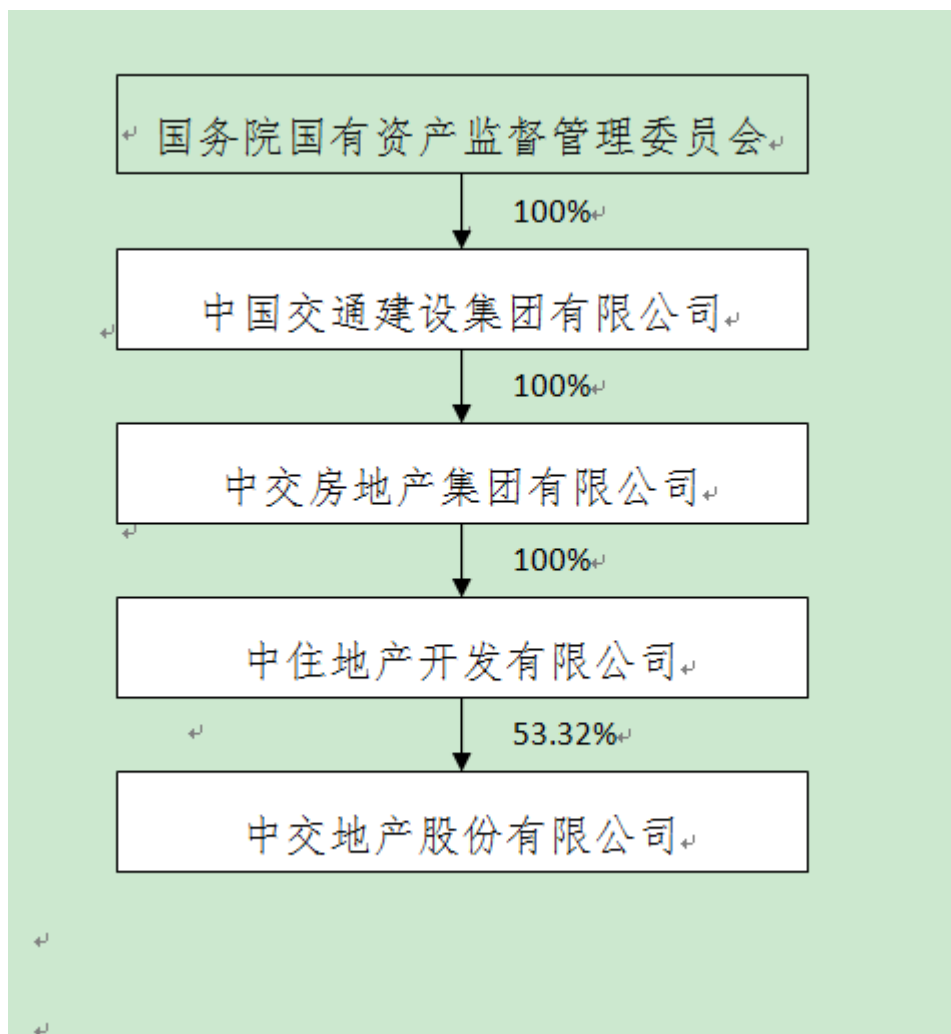 国务院国有资产监督管理委员会
100%
中国交通建设集团有限公司
100%
中交房地产集团有限公司
100%
中住地产开发有限公司
53.32%
中交地产股份有限公司